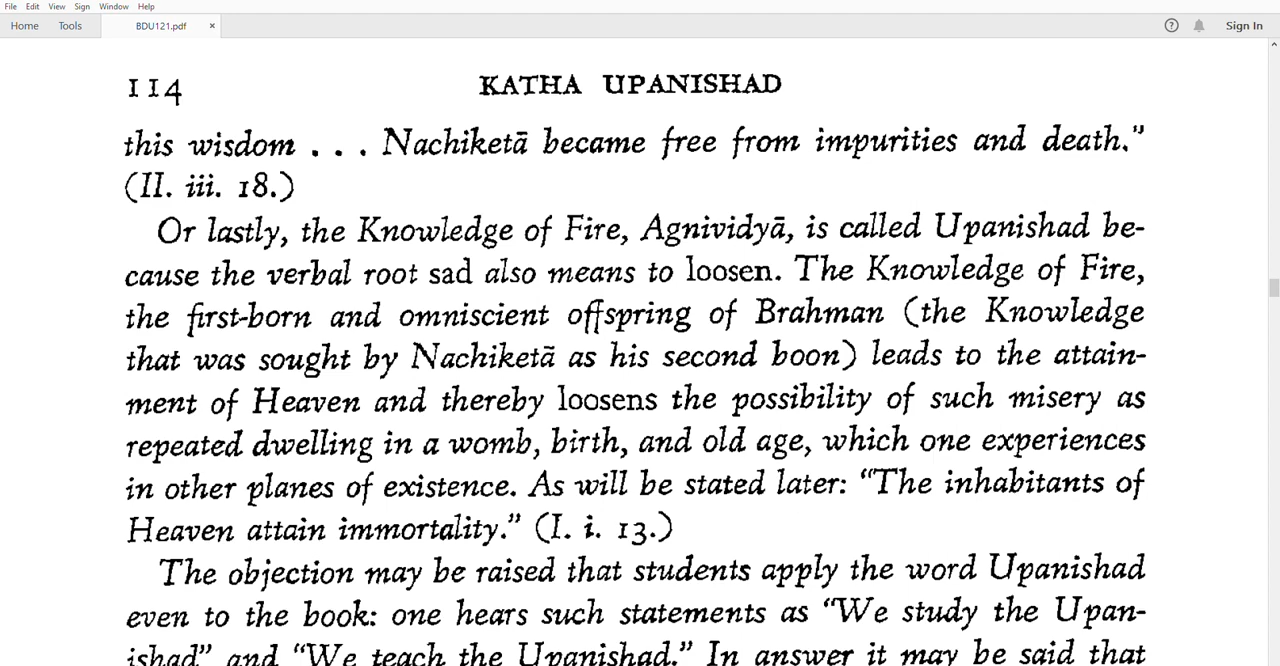 File Edit View Sign Window Help
Home Tools BDU121.pdf × ? Sign In
114 KATHA UPANISHAD
this wisdom . . . Nachiketā became free from impurities and death."
(II. iii. 18.)
Or lastly, the Knowledge of Fire, Agnividyā, is called Upanishad be-
cause the verbal root sad also means to loosen. The Knowledge of Fire,
the first-born and omniscient offspring of Brahman (the Knowledge
that was sought by Nachiketā as his second boon) leads to the attain-
ment of Heaven and thereby loosens the possibility of such misery as
repeated dwelling in a womb, birth, and old age, which one experiences
in other planes of existence. As will be stated later: "The inhabitants of
Heaven attain immortality." (I. i. 13.)
The objection may be raised that students apply the word Upanishad
even to the book: one hears such statements as "We study the Upan-
ishad" and "We teach the Upanishad." In answer it may be said that